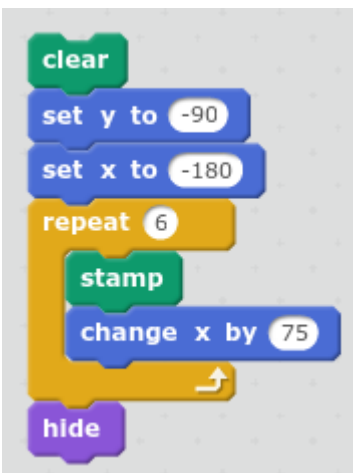 clear
set y to -90
set x to -180
repeat 6
stamp
change x by 75
hide